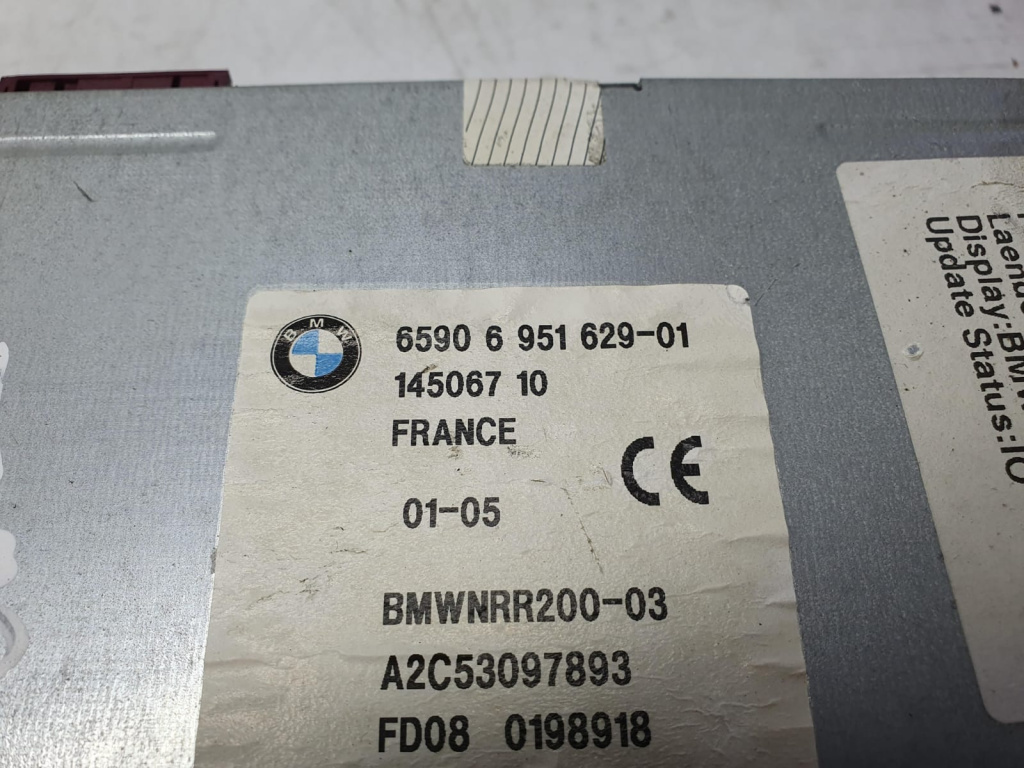 BMW
6590 6 951 629-01
145067 10
FRANCE
CE
01-05
BMWNRR200-03
A2C53097893
FD08 0198918
Display:BMW
Update Status:IO